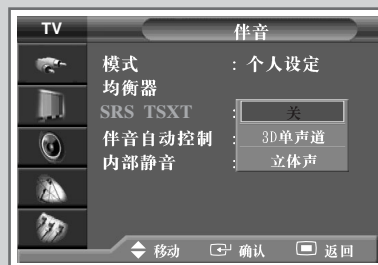 TV
伴音
模式 : 个人设定
均衡器
SRS TSXT : 关
3D单声道
伴音自动控制 :
立体声
内部静音 :
移动 确认 返回